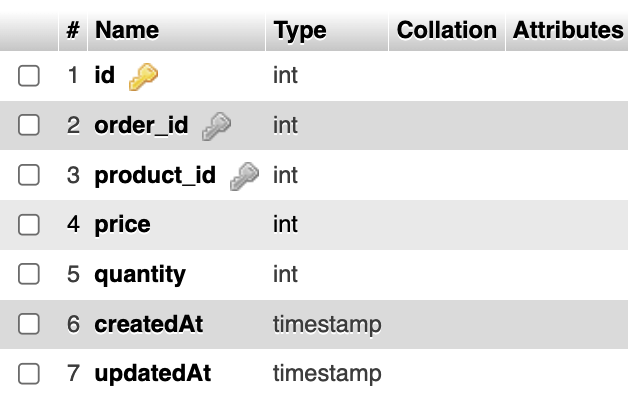 # Name Type Collation Attributes
1 id int
2 order_id int
3 product_id int
4 price int
5 quantity int
6 createdAt timestamp
7 updatedAt timestamp